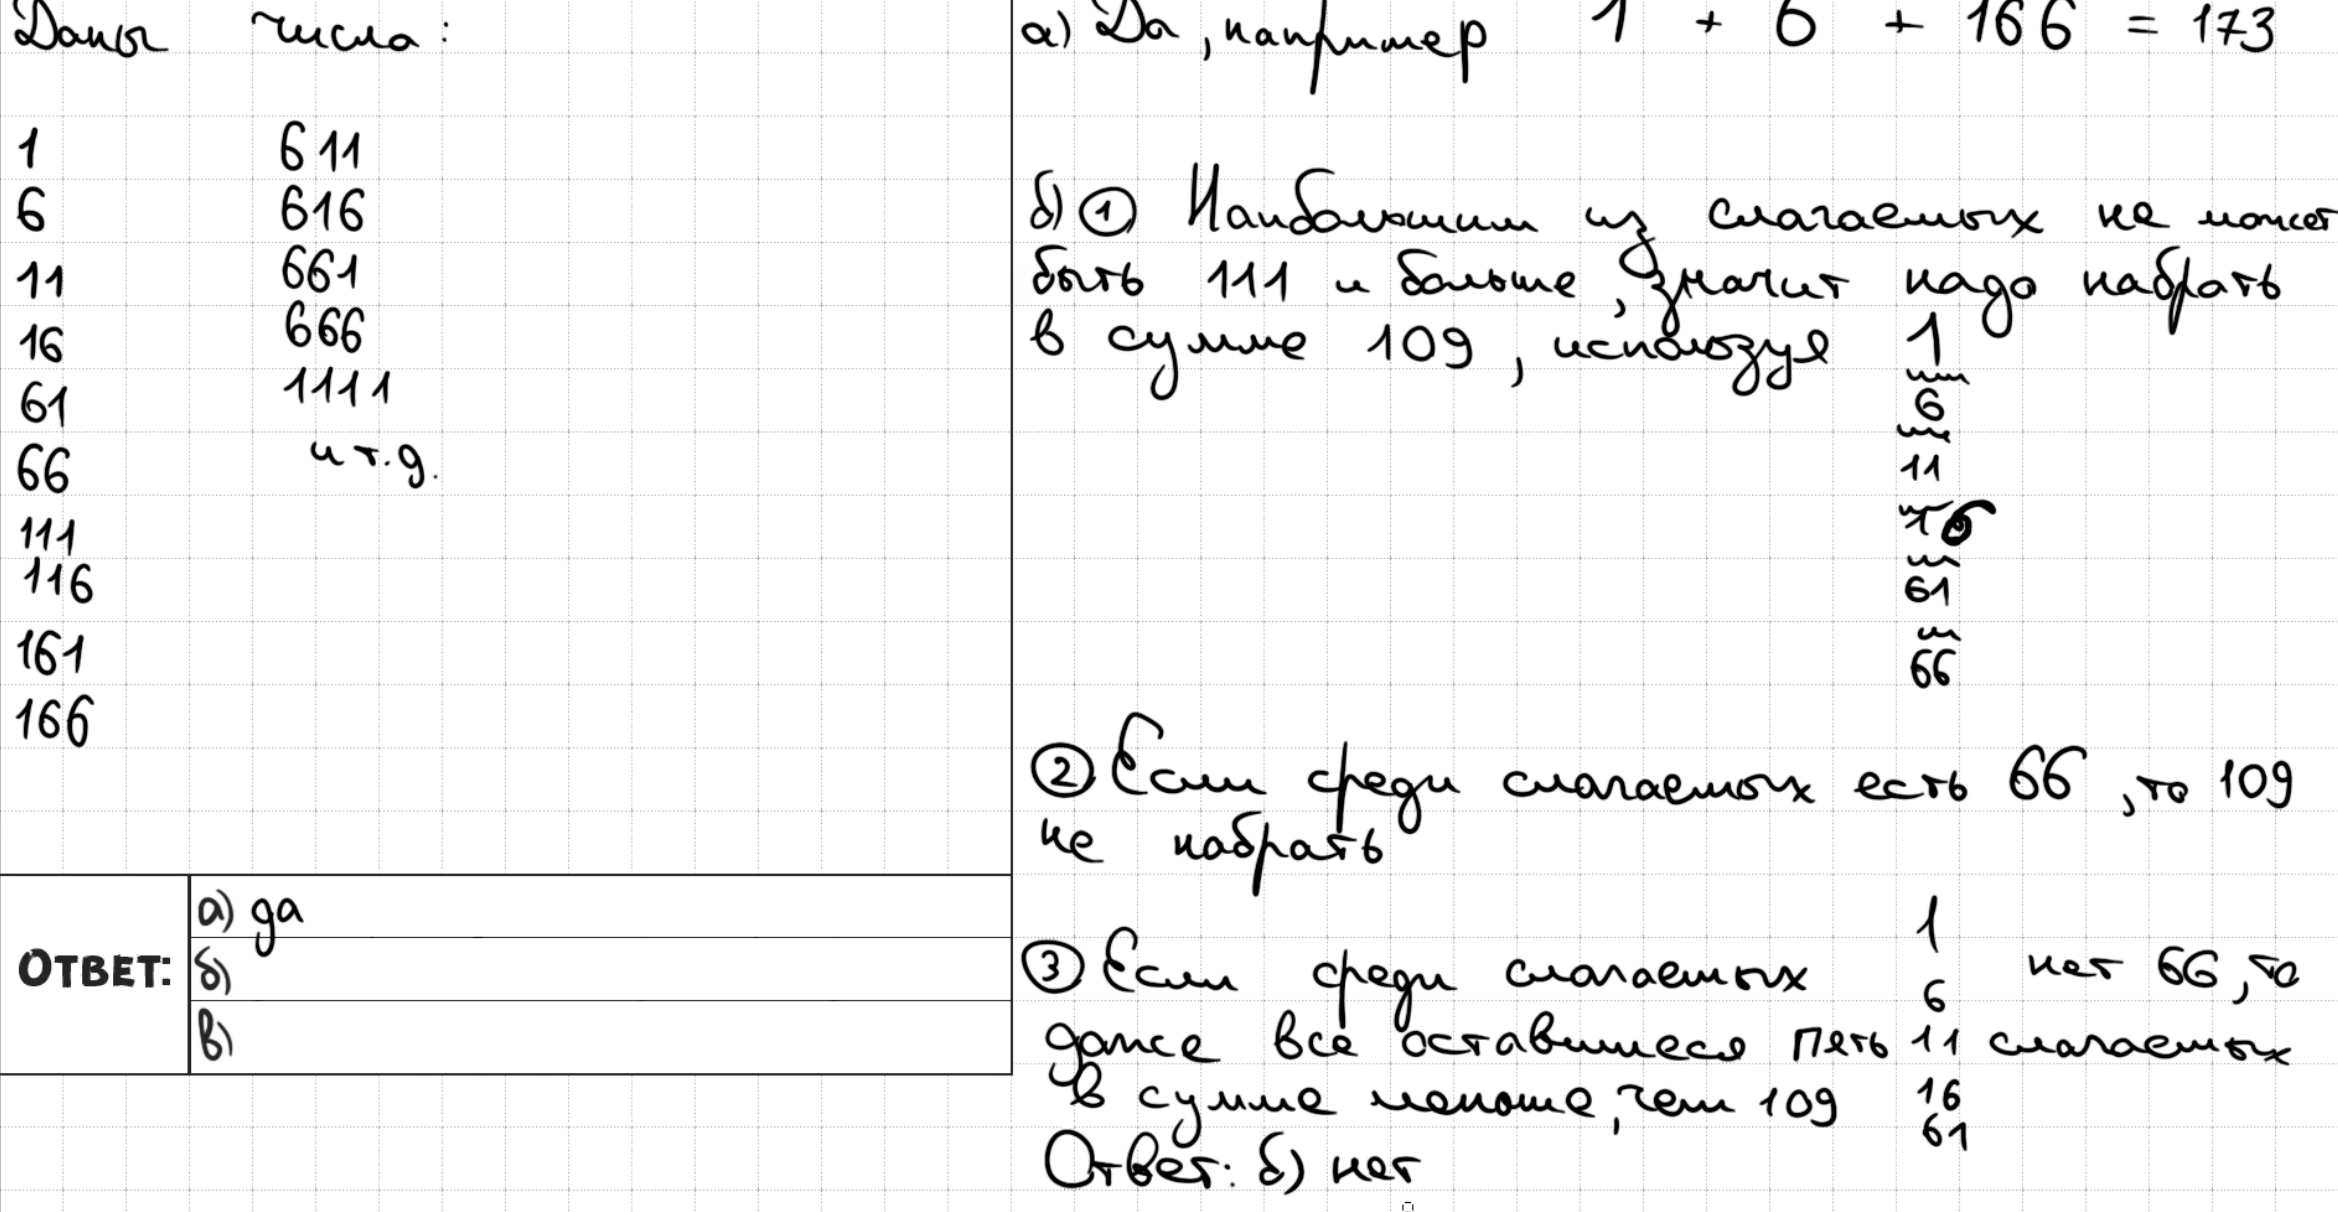 Даны числа:
1
6
11
16
61
66
111
116
161
166
611
616
661
666
1111
и т.д.
ОТВЕТ:
а) да
б)
в)
а) Да, например 1 + 6 + 166 = 173
б) ① Наибольшим из слагаемых не может
быть 111 и больше, значит надо набрать
в сумме 109, используя 1
6
11
16
61
66
② Если среди слагаемых есть 66, то 109
не набрать
③ Если среди слагаемых нет 66, то
даже все оставшиеся пять слагаемых
в сумме меньше, чем 109
1
6
11
16
61
Ответ: б) нет